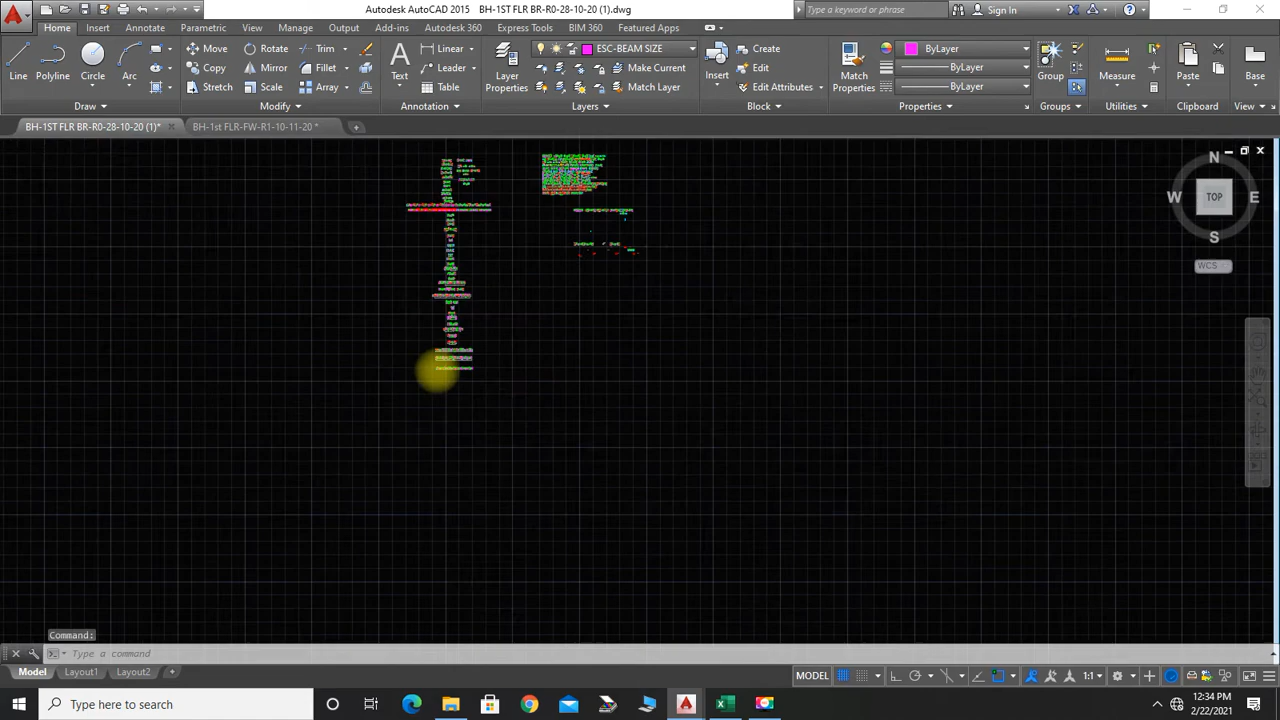 Autodesk AutoCAD 2015 BH-1ST FLR BR-R0-28-10-20 (1).dwg
Type a keyword or phrase
Sign In
Home Insert Annotate Parametric View Manage Output Add-ins Autodesk 360 Express Tools BIM 360 Featured Apps
Line Polyline Circle Arc
Move Rotate Trim
Copy Mirror Fillet
Stretch Scale Array
Text
Linear
Leader
Table
Layer
Properties
ESC-BEAM SIZE
Make Current
Match Layer
Insert
Create
Edit
Edit Attributes
Match
Properties
ByLayer
ByLayer
ByLayer
Group
Measure
Paste
Base
Draw Modify Annotation Layers Block Properties Groups Utilities Clipboard View
BH-1ST FLR BR-R0-28-10-20 (1)* BH-1st FLR-FW-R1-10-11-20 *
N
W TOP E
S
WCS
Command:
Type a command
Model Layout1 Layout2
MODEL 1:1
Type here to search
12:34 PM
2/22/2021